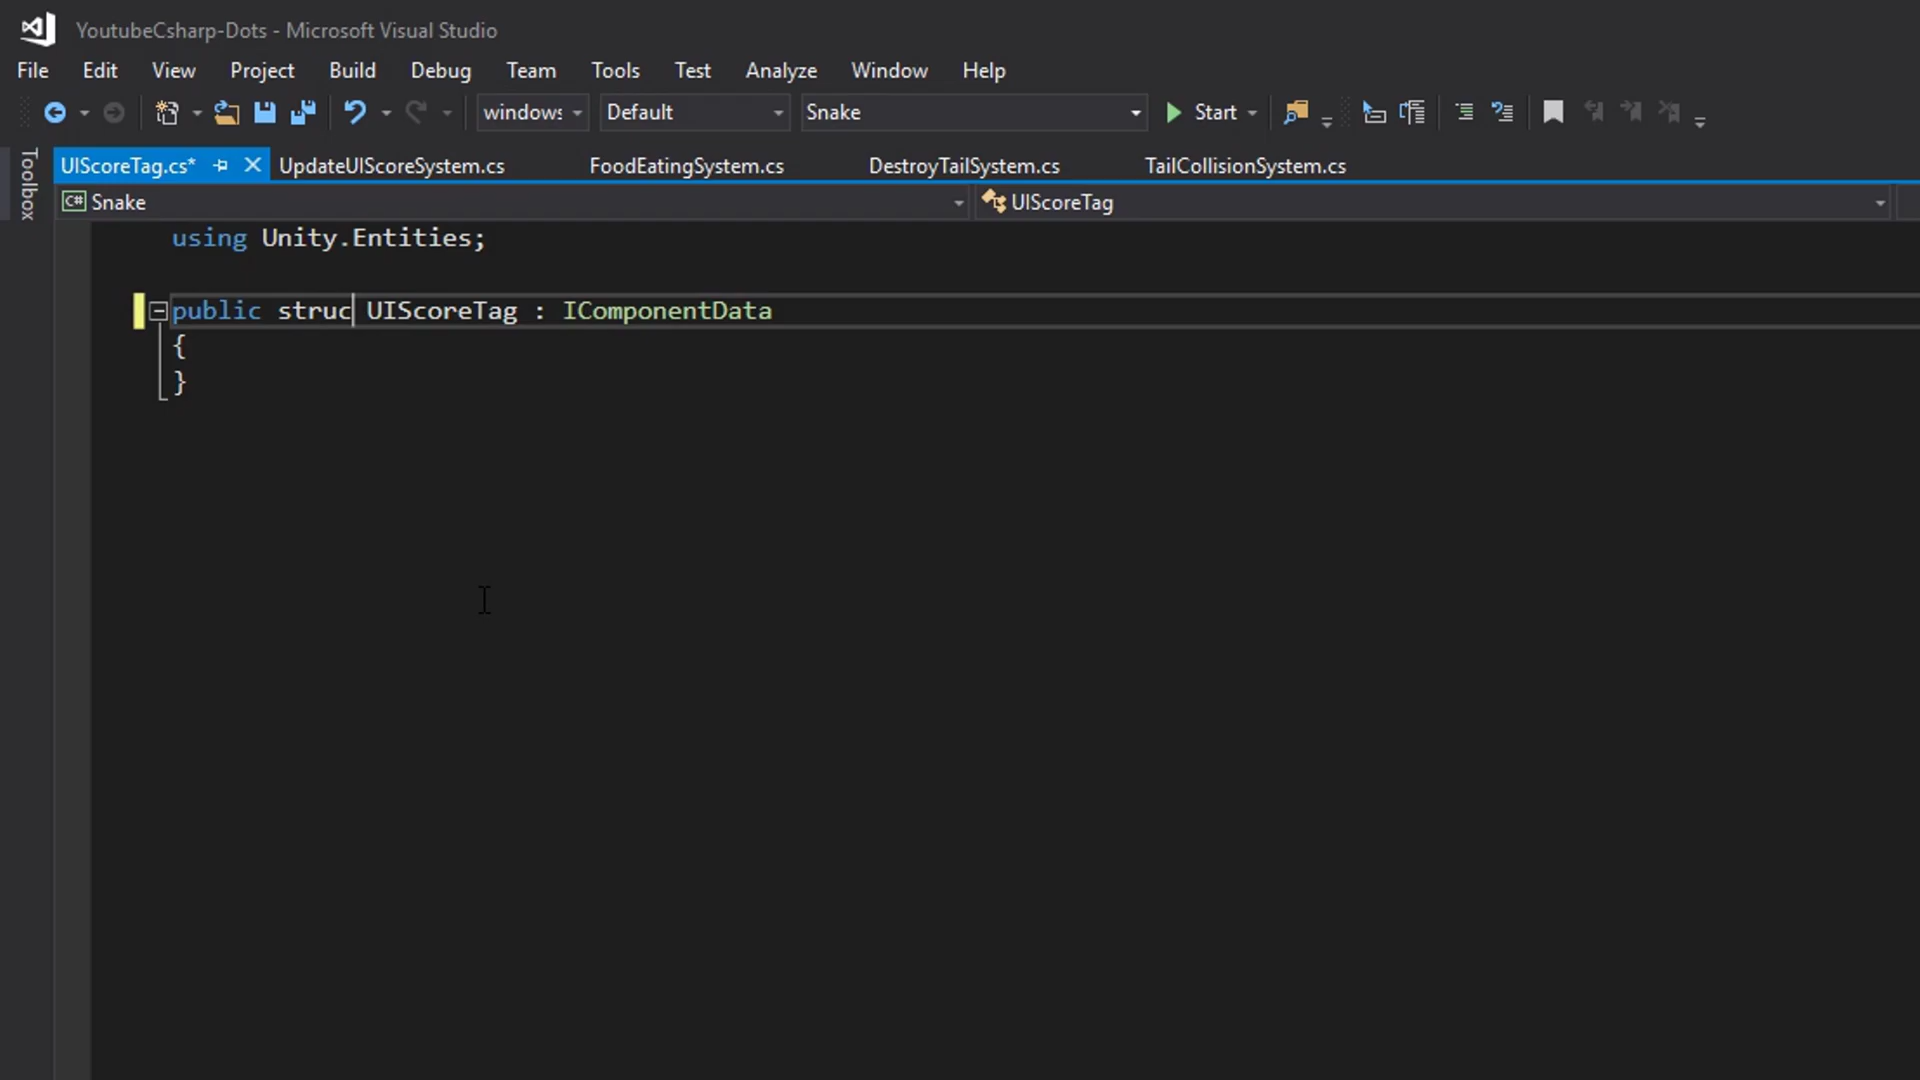 YoutubeCsharp-Dots - Microsoft Visual Studio
File Edit View Project Build Debug Team Tools Test Analyze Window Help
windows Default Snake Start
Toolbox
UIScoreTag.cs* UpdateUIScoreSystem.cs FoodEatingSystem.cs DestroyTailSystem.cs TailCollisionSystem.cs
C# Snake UIScoreTag
using Unity.Entities;
public struc UIScoreTag : IComponentData
{
}